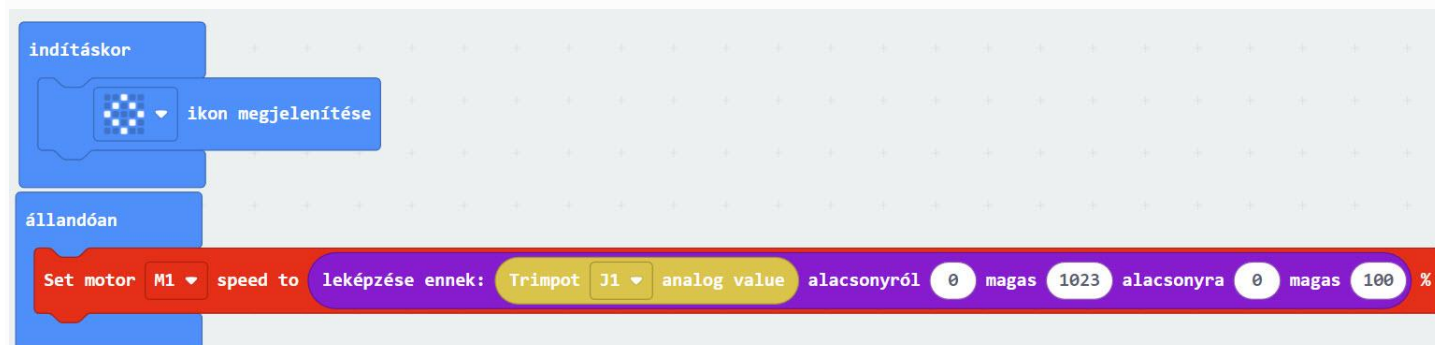 indításkor
ikon megjelenítése
állandóan
Set motor M1 speed to leképzése ennek: Trimpot J1 analog value alacsonyról 0 magas 1023 alacsonyra 0 magas 100 %